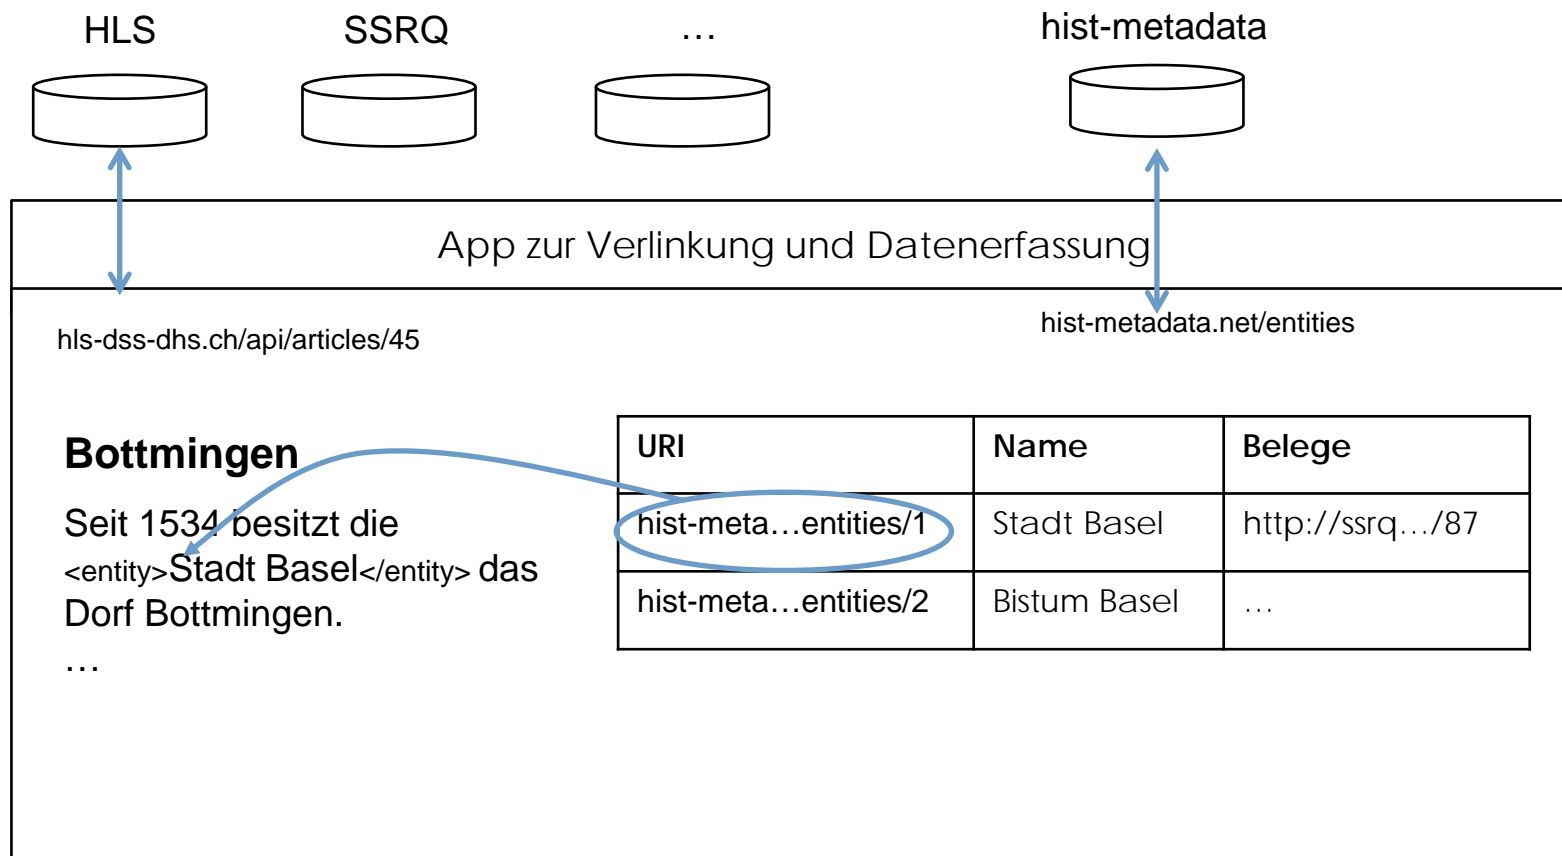 HLS SSRQ … hist-metadata
App zur Verlinkung und Datenerfassung
hls-dss-dhs.ch/api/articles/45
hist-metadata.net/entities
Bottmingen
Seit 1534 besitzt die
<entity>Stadt Basel</entity> das
Dorf Bottmingen.
…
URI Name Belege
hist-meta…entities/1 Stadt Basel http://ssrq…/87
hist-meta…entities/2 Bistum Basel …